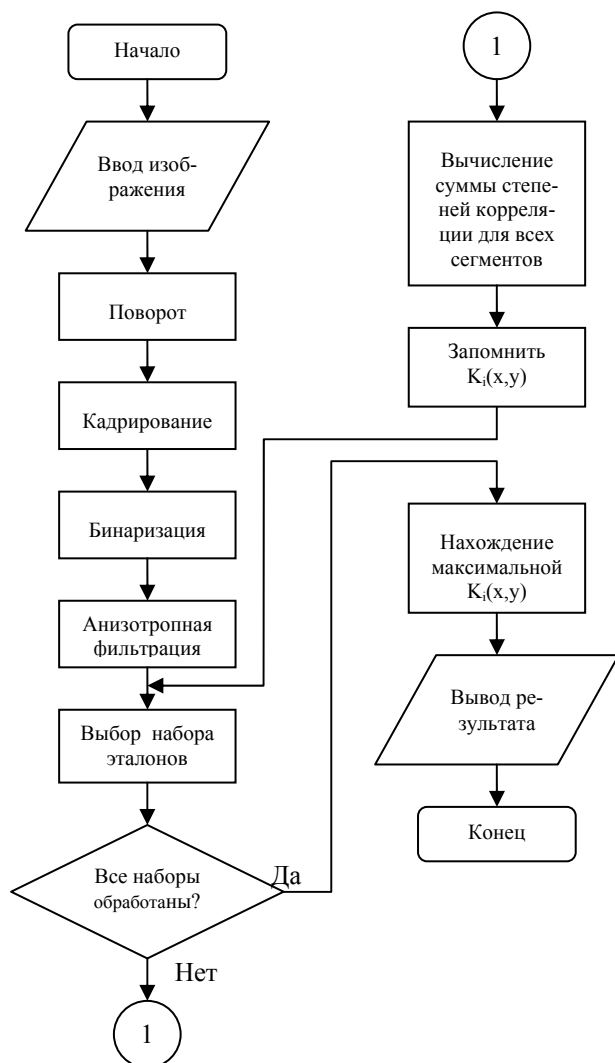 Начало
Ввод изоб-
ражения
Поворот
Кадрирование
Бинаризация
Анизотропная
фильтрация
Выбор набора
эталонов
Все наборы
обработаны?
Да
Нет
1
1
Вычисление
суммы степе-
ней корреля-
ции для всех
сегментов
Запомнить
Ki(x,y)
Нахождение
максимальной
Ki(x,y)
Вывод ре-
зультата
Конец